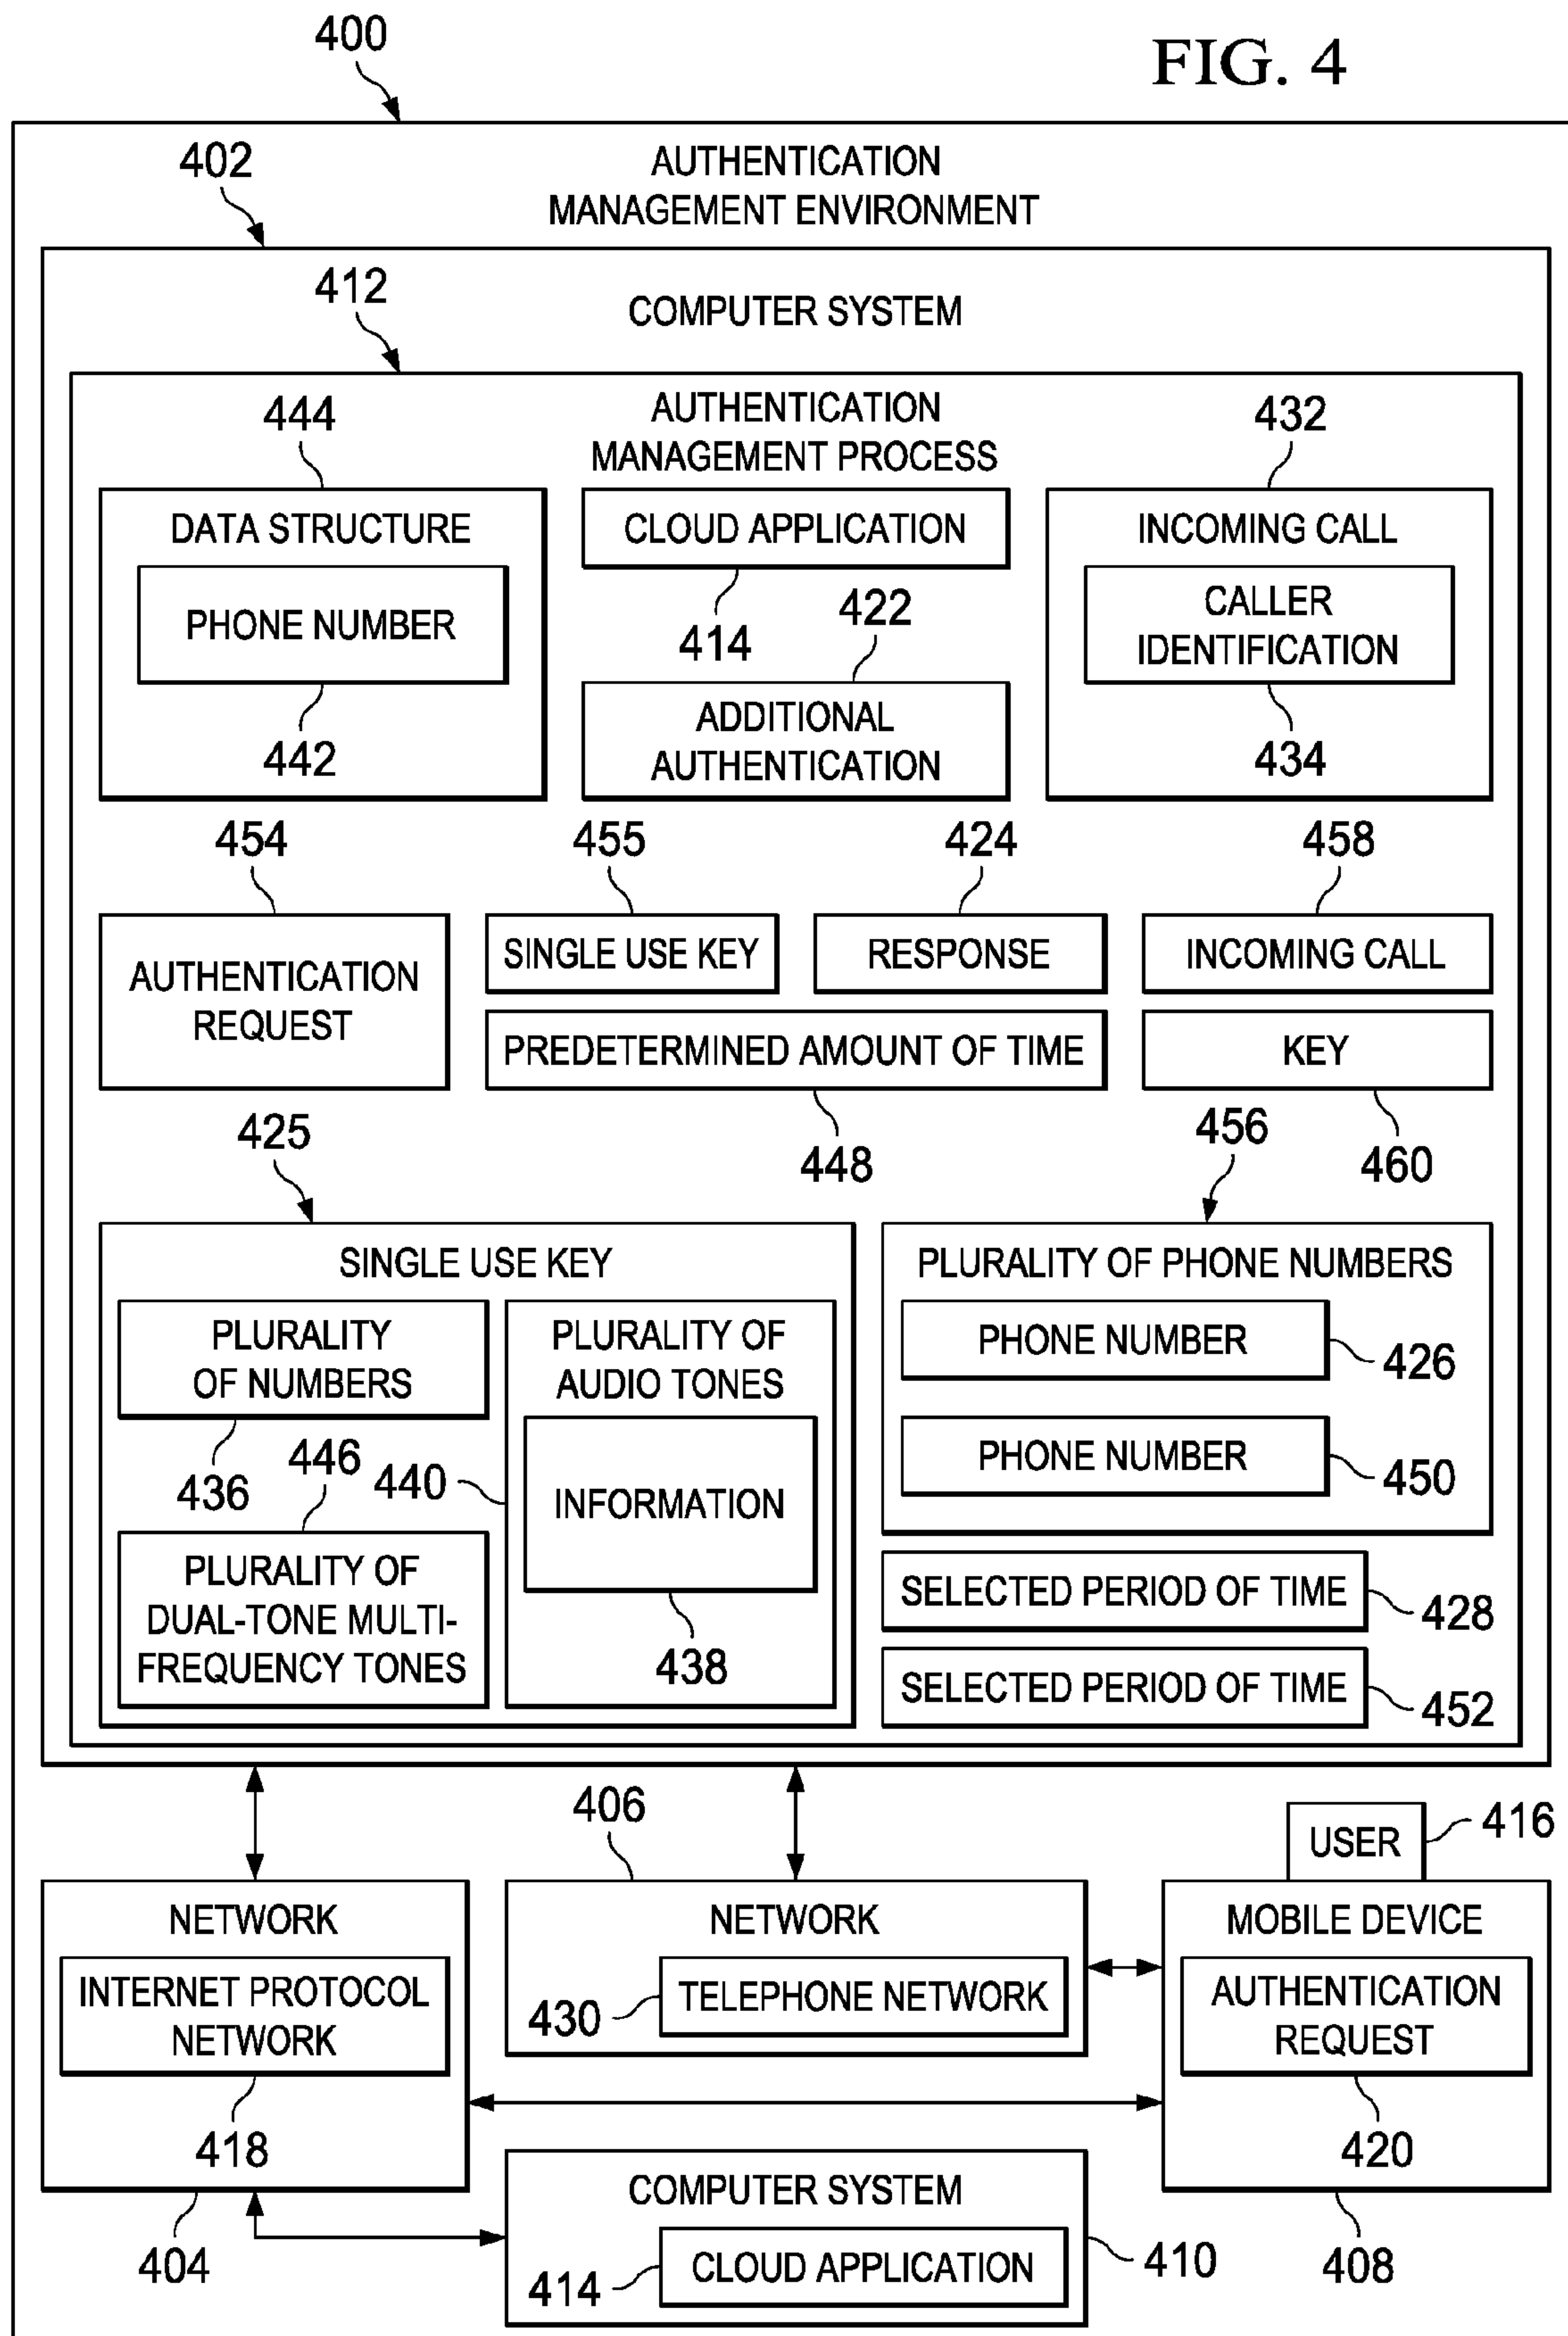 400
FIG. 4
402
AUTHENTICATION
MANAGEMENT ENVIRONMENT
412
COMPUTER SYSTEM
444
AUTHENTICATION
MANAGEMENT PROCESS
432
DATA STRUCTURE
PHONE NUMBER
442
CLOUD APPLICATION
414
422
ADDITIONAL
AUTHENTICATION
INCOMING CALL
CALLER
IDENTIFICATION
434
454
455
424
458
AUTHENTICATION
REQUEST
SINGLE USE KEY
RESPONSE
INCOMING CALL
PREDETERMINED AMOUNT OF TIME
KEY
448
460
425
456
SINGLE USE KEY
PLURALITY
OF NUMBERS
436
446
PLURALITY OF
DUAL-TONE MULTI-
FREQUENCY TONES
440
PLURALITY OF
AUDIO TONES
INFORMATION
438
PLURALITY OF PHONE NUMBERS
PHONE NUMBER
426
PHONE NUMBER
450
SELECTED PERIOD OF TIME
428
SELECTED PERIOD OF TIME
452
406
USER
416
NETWORK
INTERNET PROTOCOL
NETWORK
418
404
NETWORK
TELEPHONE NETWORK
430
MOBILE DEVICE
AUTHENTICATION
REQUEST
420
408
COMPUTER SYSTEM
CLOUD APPLICATION
414
410